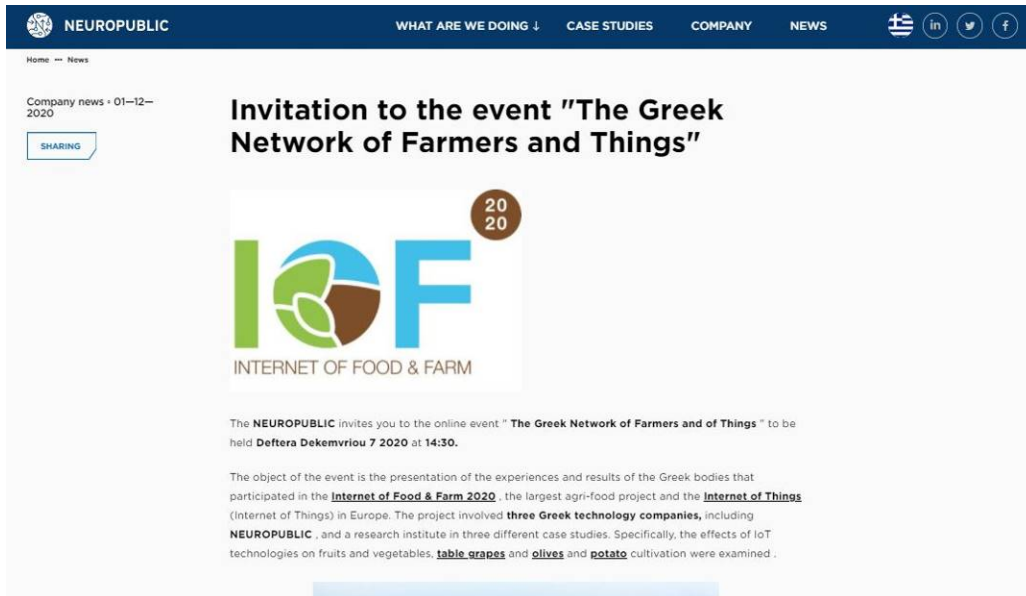 NEUROPUBLIC
WHAT ARE WE DOING ↓ CASE STUDIES COMPANY NEWS
in
f
Home — News
Company news • 01—12—
2020
SHARING
Invitation to the event "The Greek
Network of Farmers and Things"
20
20
IOF
INTERNET OF FOOD & FARM
The NEUROPUBLIC invites you to the online event " The Greek Network of Farmers and of Things " to be
held Deftera Dekemvriou 7 2020 at 14:30.
The object of the event is the presentation of the experiences and results of the Greek bodies that
participated in the Internet of Food & Farm 2020 , the largest agri-food project and the Internet of Things
(Internet of Things) in Europe. The project involved three Greek technology companies, including
NEUROPUBLIC , and a research institute in three different case studies. Specifically, the effects of IoT
technologies on fruits and vegetables, table grapes and olives and potato cultivation were examined .